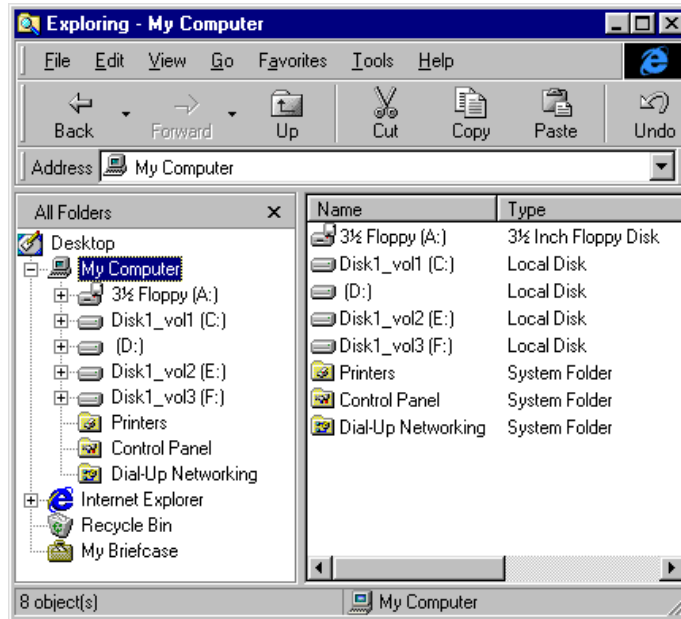 Exploring - My Computer
File Edit View Go Favorites Tools Help
Back Forward Up Cut Copy Paste Undo
Address My Computer
All Folders
Desktop
My Computer
3½ Floppy (A:)
Disk1_vol1 (C:)
(D:)
Disk1_vol2 (E:)
Disk1_vol3 (F:)
Printers
Control Panel
Dial-Up Networking
Internet Explorer
Recycle Bin
My Briefcase
Name Type
3½ Floppy (A:) 3½ Inch Floppy Disk
Disk1_vol1 (C:) Local Disk
(D:) Local Disk
Disk1_vol2 (E:) Local Disk
Disk1_vol3 (F:) Local Disk
Printers System Folder
Control Panel System Folder
Dial-Up Networking System Folder
8 object(s) My Computer